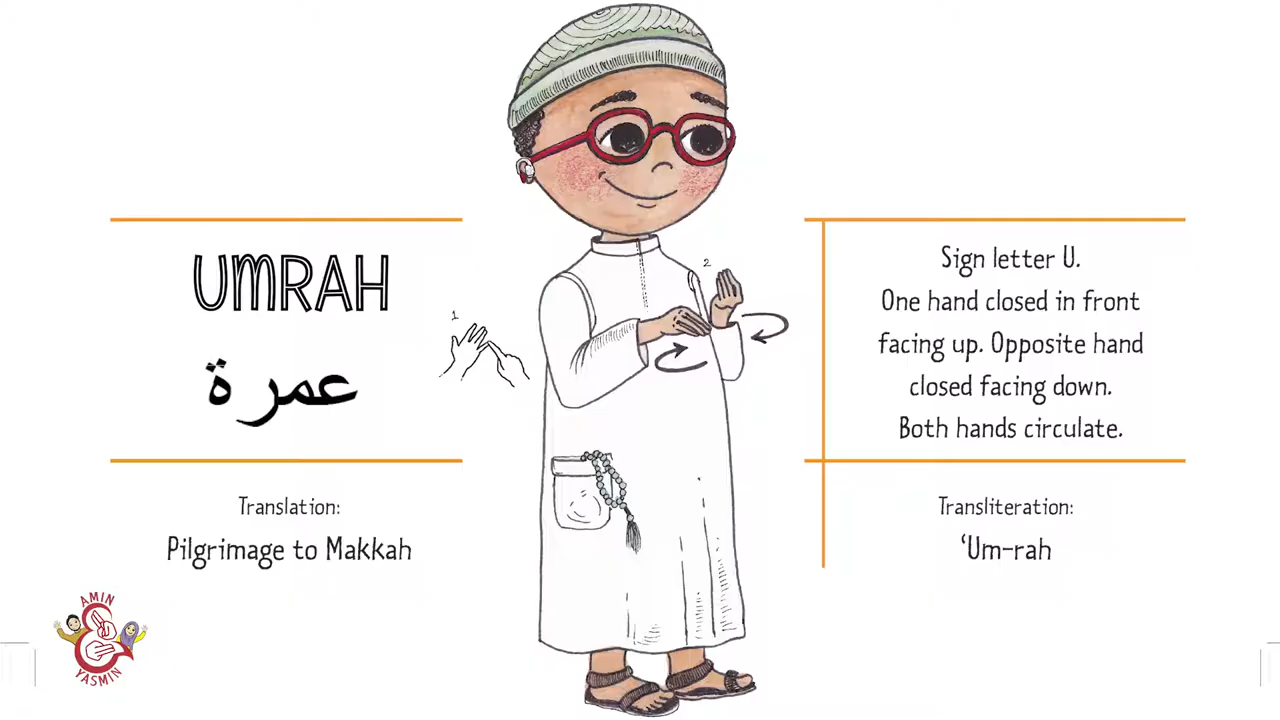 UMRAH
عمرة
Translation:
Pilgrimage to Makkah
1
2
Sign letter U.
One hand closed in front
facing up. Opposite hand
closed facing down.
Both hands circulate.
Transliteration:
‘Um-rah
AMIN
YASMIN